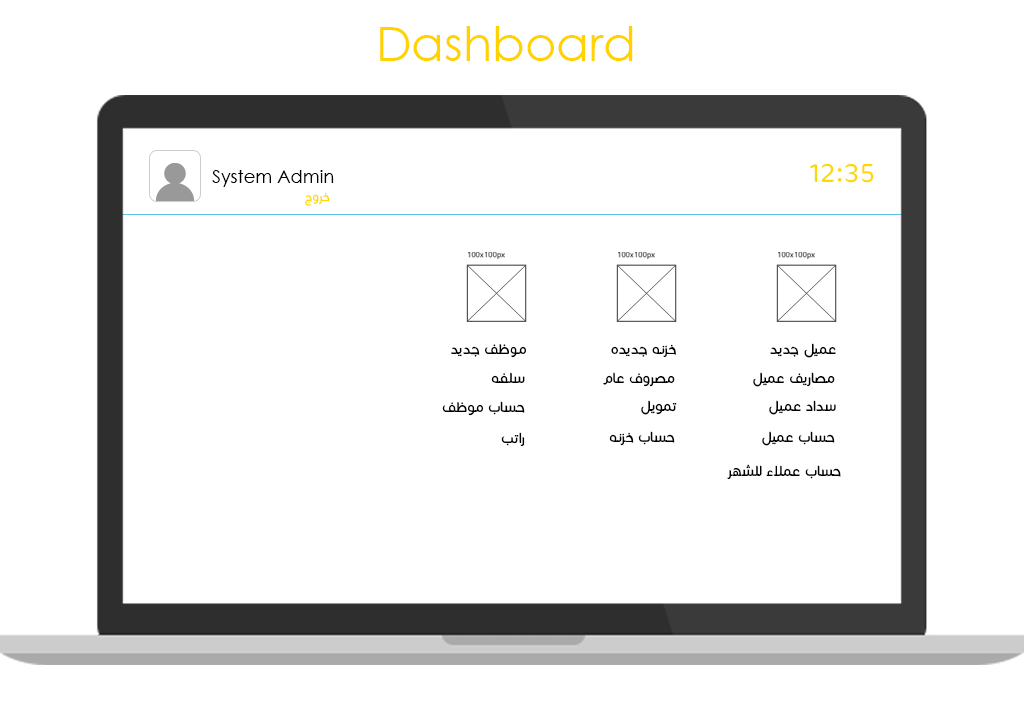 Dashboard
System Admin
خروج
12:35
100x100px
عميل جديد
مصاريف عميل
سداد عميل
حساب عميل
حساب عملاء للشهر
100x100px
خزنه جديده
مصروف عام
تمويل
حساب خزنه
100x100px
موظف جديد
سلفه
حساب موظف
راتب